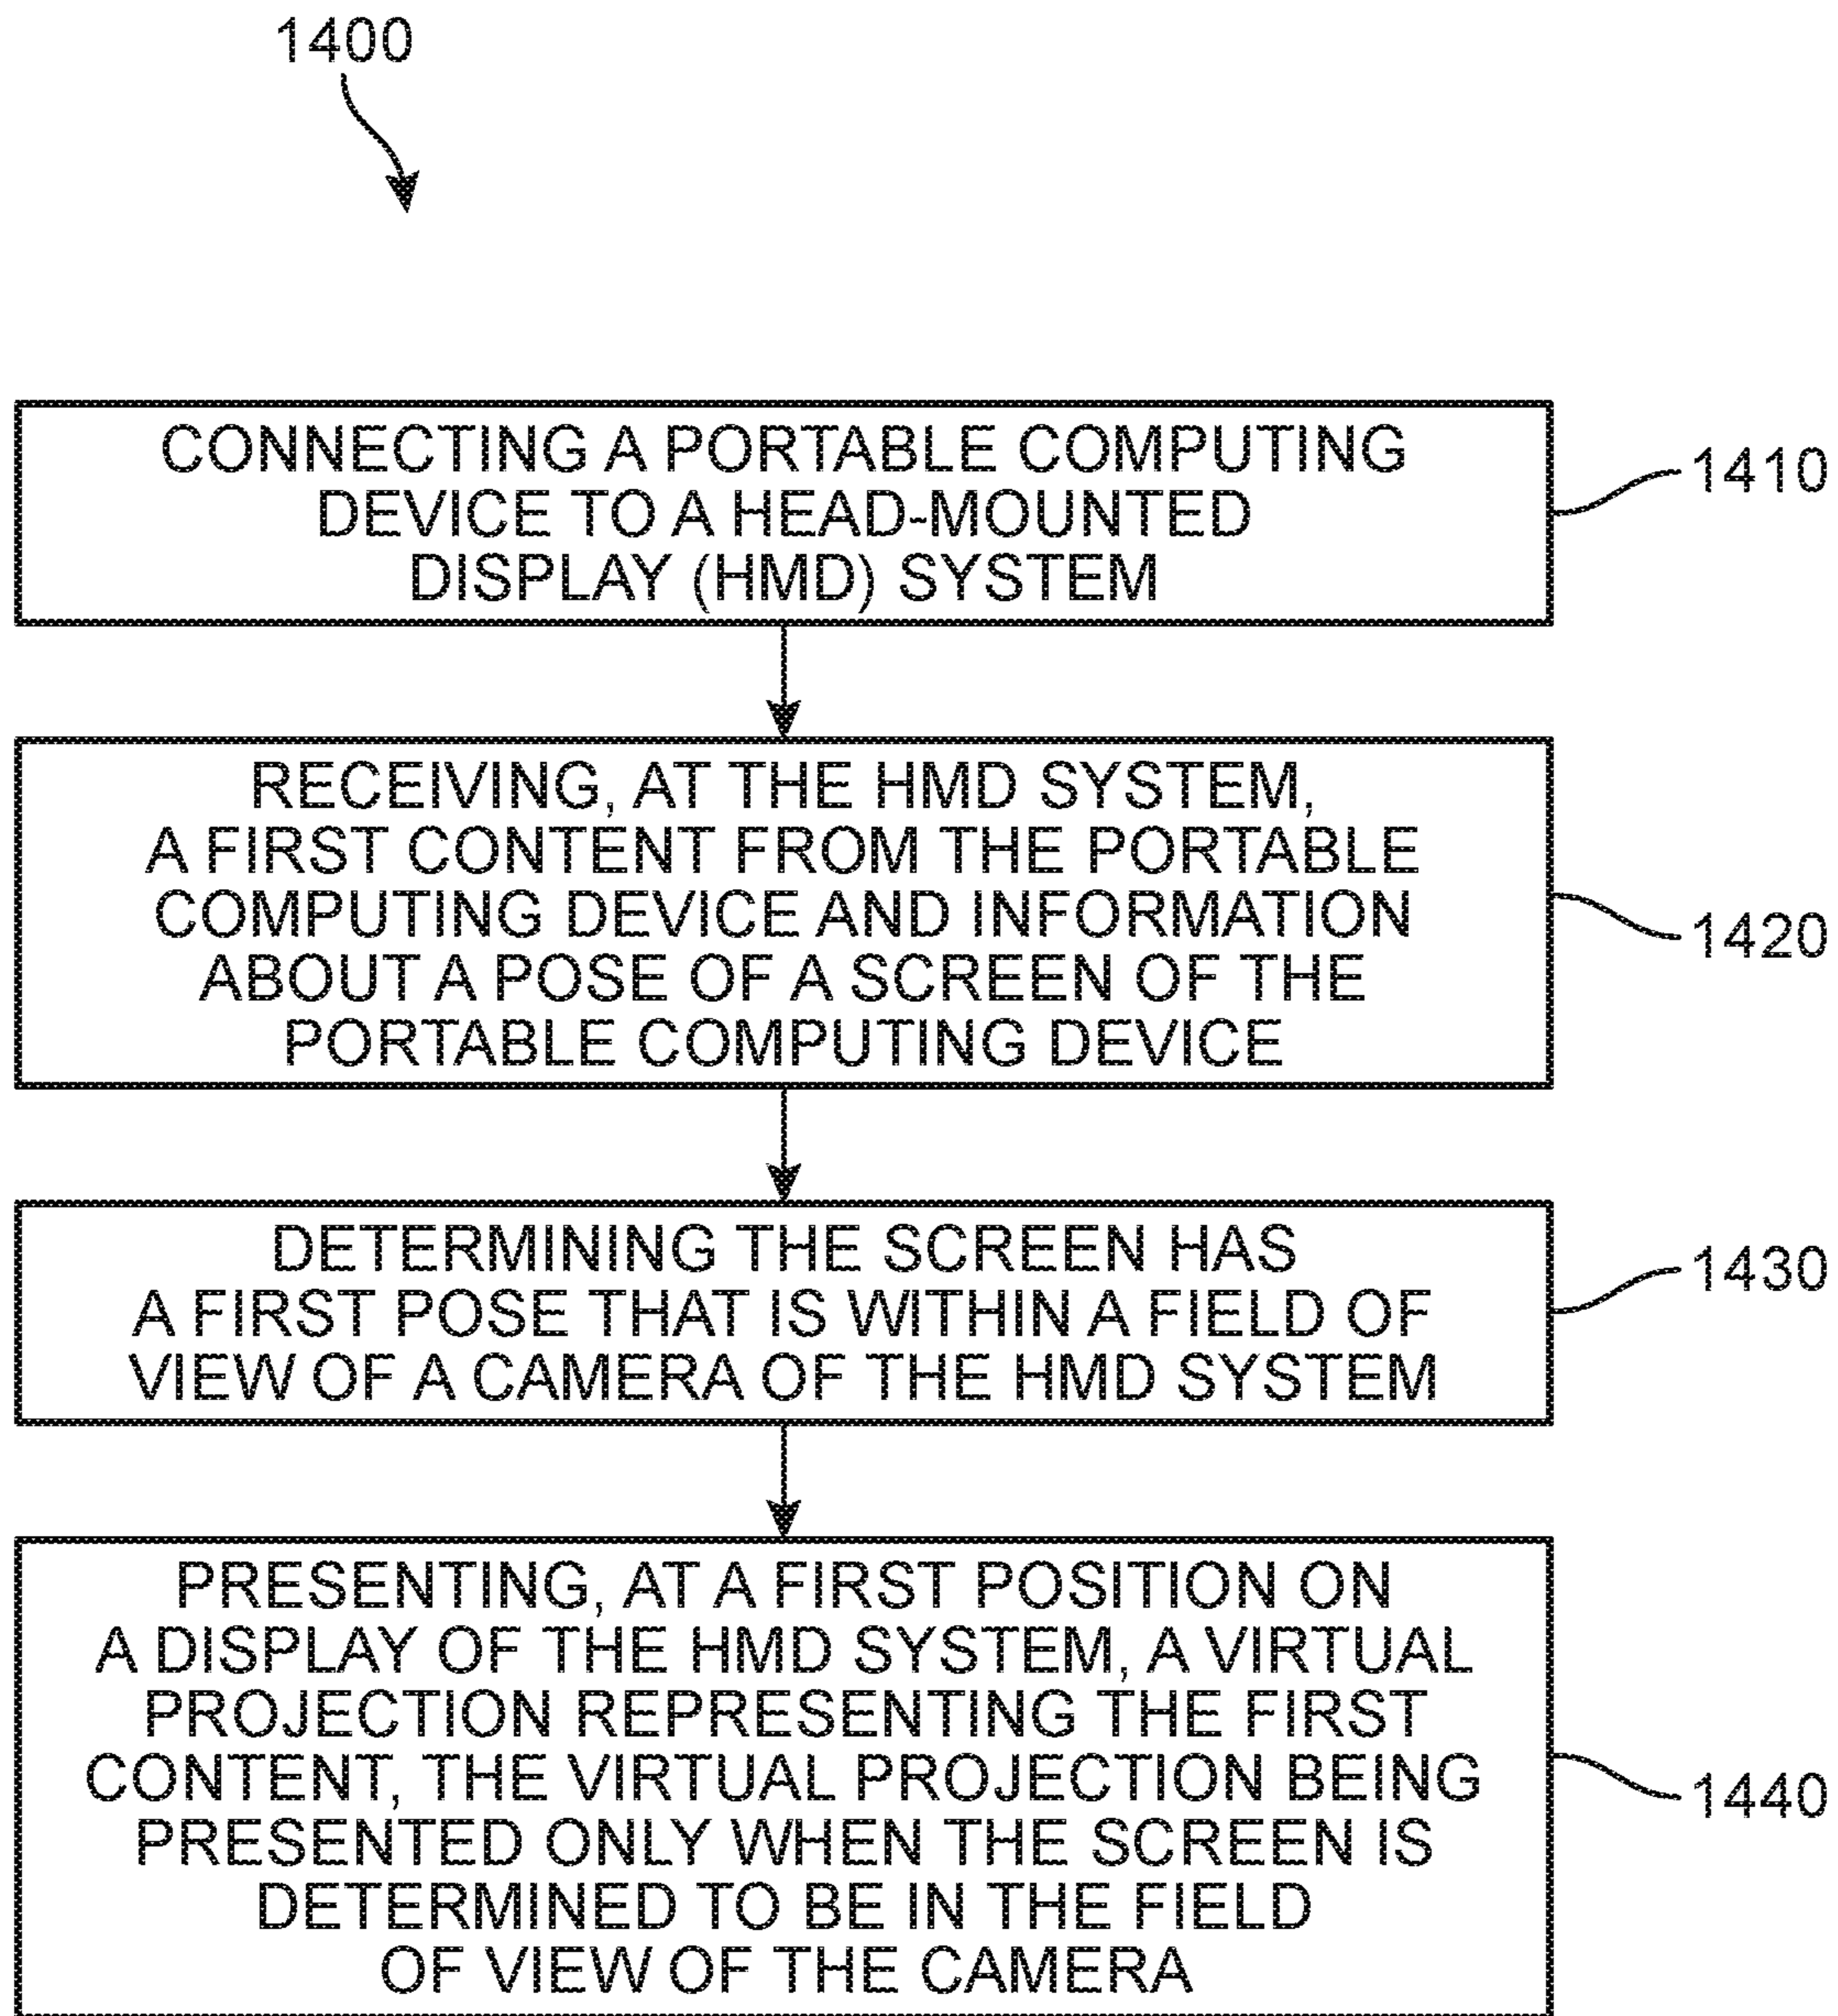 1400
CONNECTING A PORTABLE COMPUTING
DEVICE TO A HEAD-MOUNTED
DISPLAY (HMD) SYSTEM
1410
RECEIVING, AT THE HMD SYSTEM,
A FIRST CONTENT FROM THE PORTABLE
COMPUTING DEVICE AND INFORMATION
ABOUT A POSE OF A SCREEN OF THE
PORTABLE COMPUTING DEVICE
1420
DETERMINING THE SCREEN HAS
A FIRST POSE THAT IS WITHIN A FIELD OF
VIEW OF A CAMERA OF THE HMD SYSTEM
1430
PRESENTING, AT A FIRST POSITION ON
A DISPLAY OF THE HMD SYSTEM, A VIRTUAL
PROJECTION REPRESENTING THE FIRST
CONTENT, THE VIRTUAL PROJECTION BEING
PRESENTED ONLY WHEN THE SCREEN IS
DETERMINED TO BE IN THE FIELD
OF VIEW OF THE CAMERA
1440